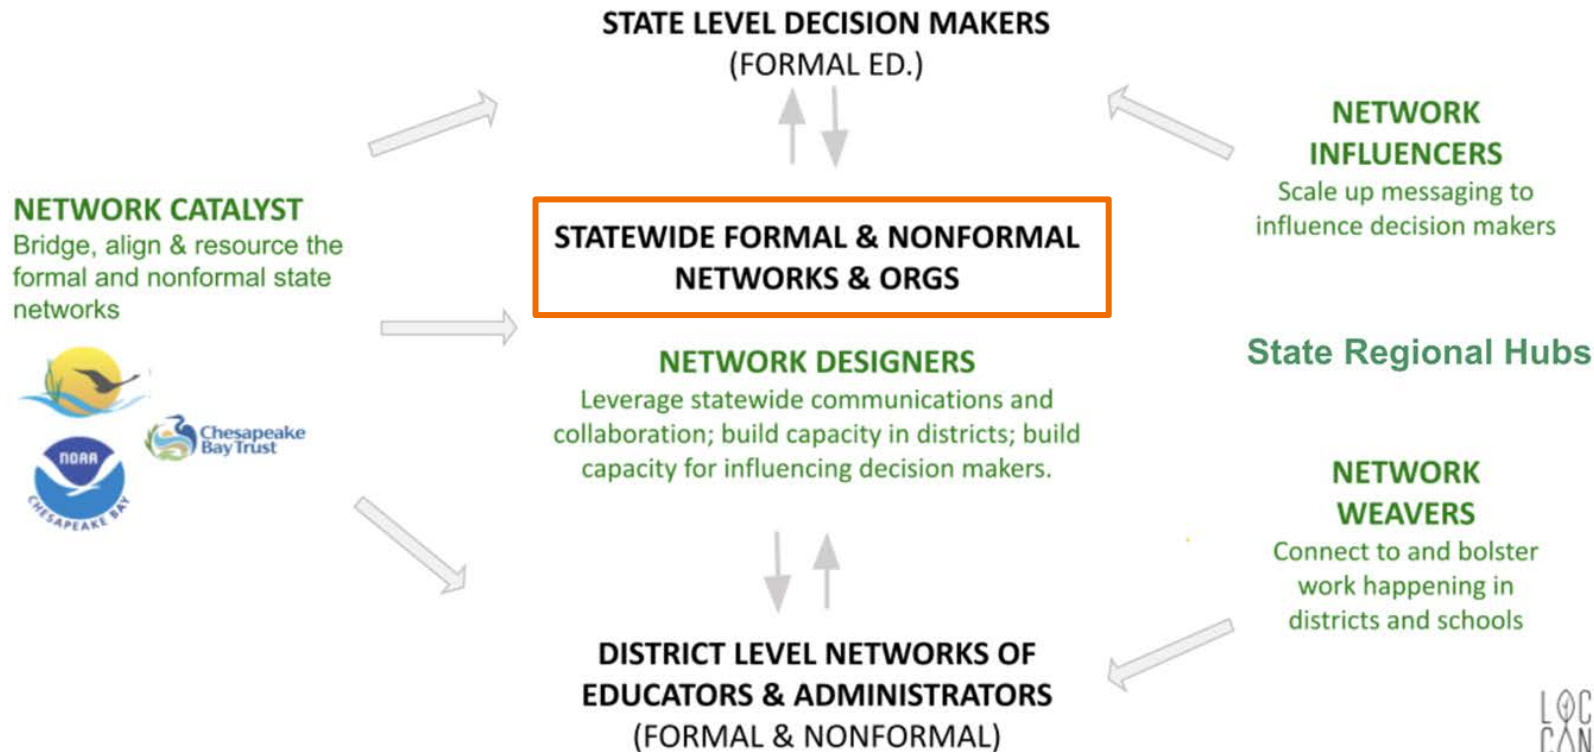 STATE LEVEL DECISION MAKERS
(FORMAL ED.)
NETWORK CATALYST
Bridge, align & resource the
formal and nonformal state
networks
NOAA
CHESAPEAKE BAY
Chesapeake
Bay Trust
STATEWIDE FORMAL & NONFORMAL
NETWORKS & ORGS
NETWORK DESIGNERS
Leverage statewide communications and
collaboration; build capacity in districts; build
capacity for influencing decision makers.
DISTRICT LEVEL NETWORKS OF
EDUCATORS & ADMINISTRATORS
(FORMAL & NONFORMAL)
NETWORK
INFLUENCERS
Scale up messaging to
influence decision makers
State Regional Hubs
NETWORK
WEAVERS
Connect to and bolster
work happening in
districts and schools